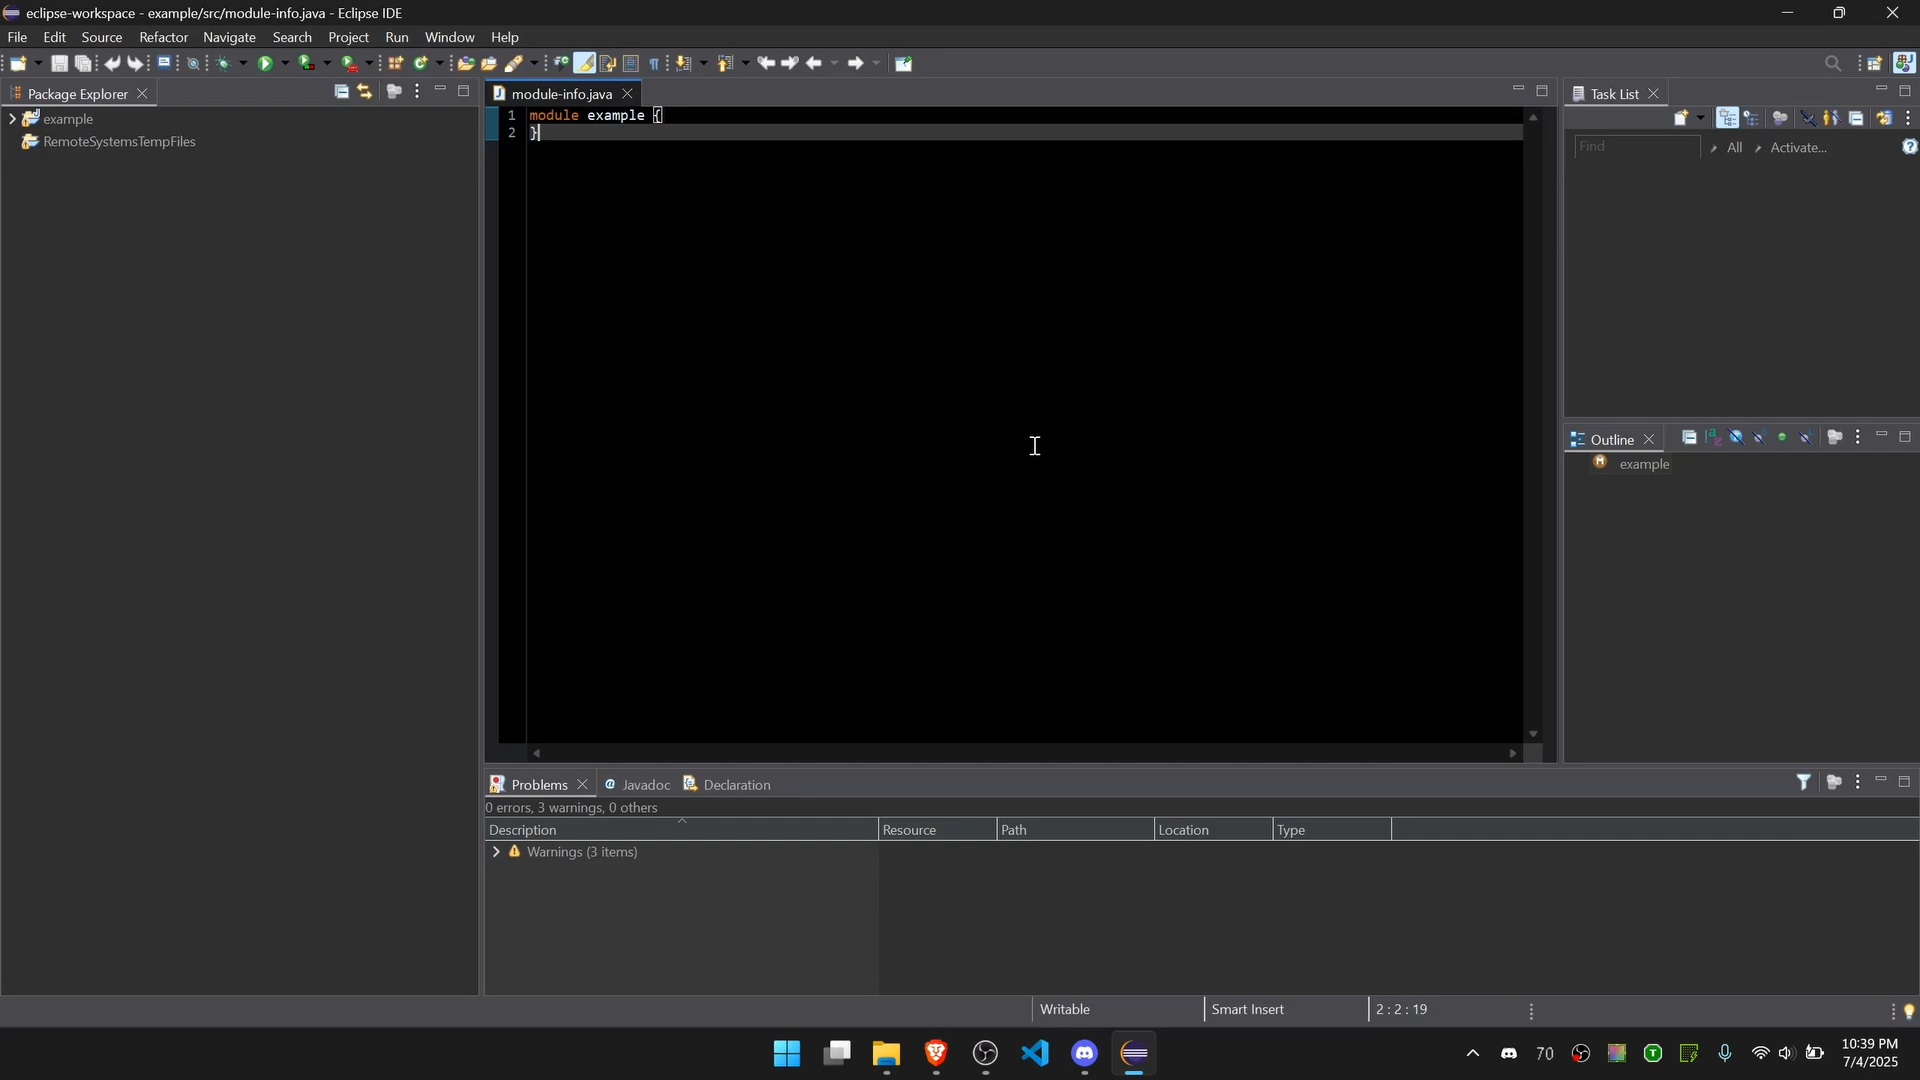 eclipse-workspace - example/src/module-info.java - Eclipse IDE
File Edit Source Refactor Navigate Search Project Run Window Help
Package Explorer
module-info.java
Task List
example
RemoteSystemsTempFiles
1 module example {
2 }
Find All Activate...
Outline
example
Problems Javadoc Declaration
0 errors, 3 warnings, 0 others
Description Resource Path Location Type
Warnings (3 items)
Writable Smart Insert 2 : 2 : 19
70
10:39 PM
7/4/2025